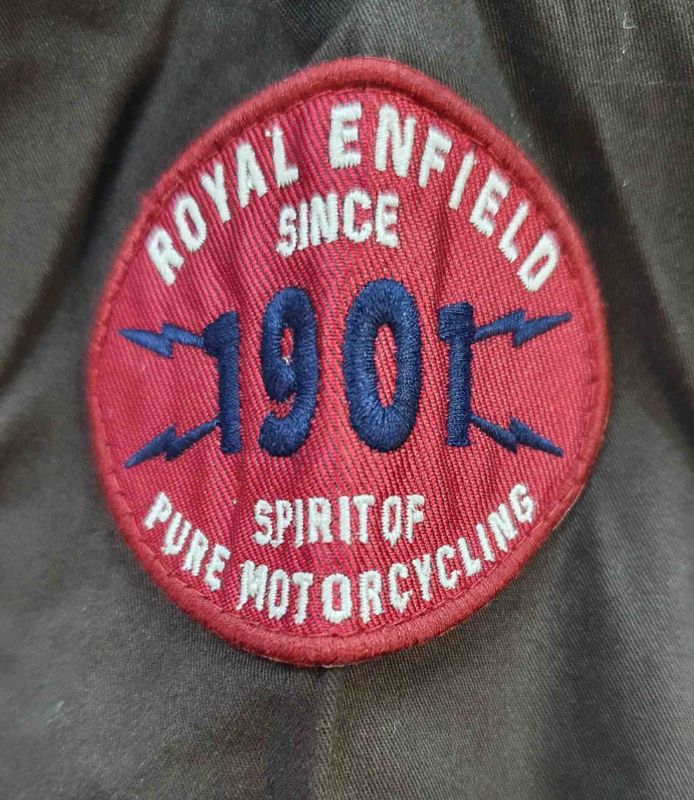 ROYAL ENFIELD
SINCE
1901
SPIRIT OF
PURE MOTORCYCLING